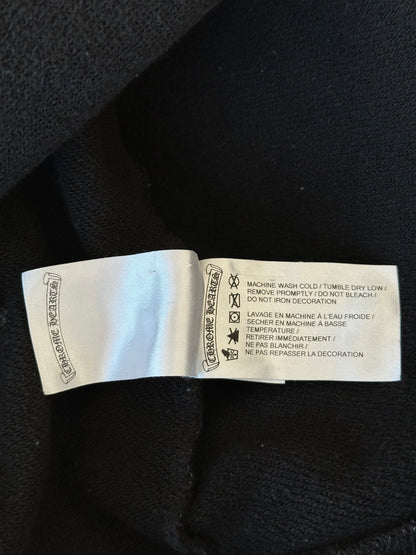 CHROME HEARTS
CHROME HEARTS
MACHINE WASH COLD / TUMBLE DRY LOW /
REMOVE PROMPTLY / DO NOT BLEACH /
DO NOT IRON DECORATION
LAVAGE EN MACHINE À L'EAU FROIDE /
SECHER EN MACHINE À BASSE
TEMPERATURE /
RETIRER IMMÉDIATEMENT /
NE PAS BLANCHIR /
NE PAS REPASSER LA DECORATION